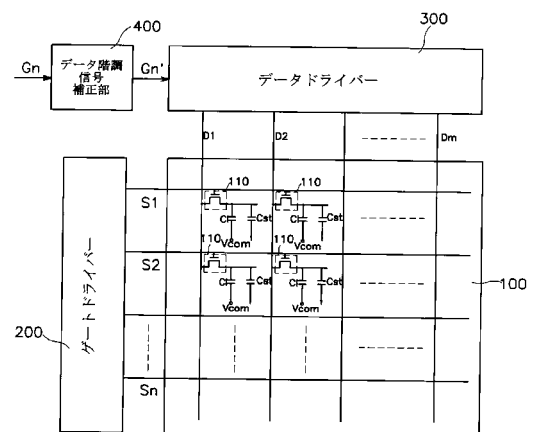 400
300
Gn
データ階調
信号
補正部
Gn'
データドライバー
D1
D2
Dm
S1
110
110
Cl
Cst
Cl
Cst
Vcom
Vcom
S2
110
110
Cl
Cst
Cl
Cst
Vcom
Vcom
100
200
ゲートドライバー
Sn